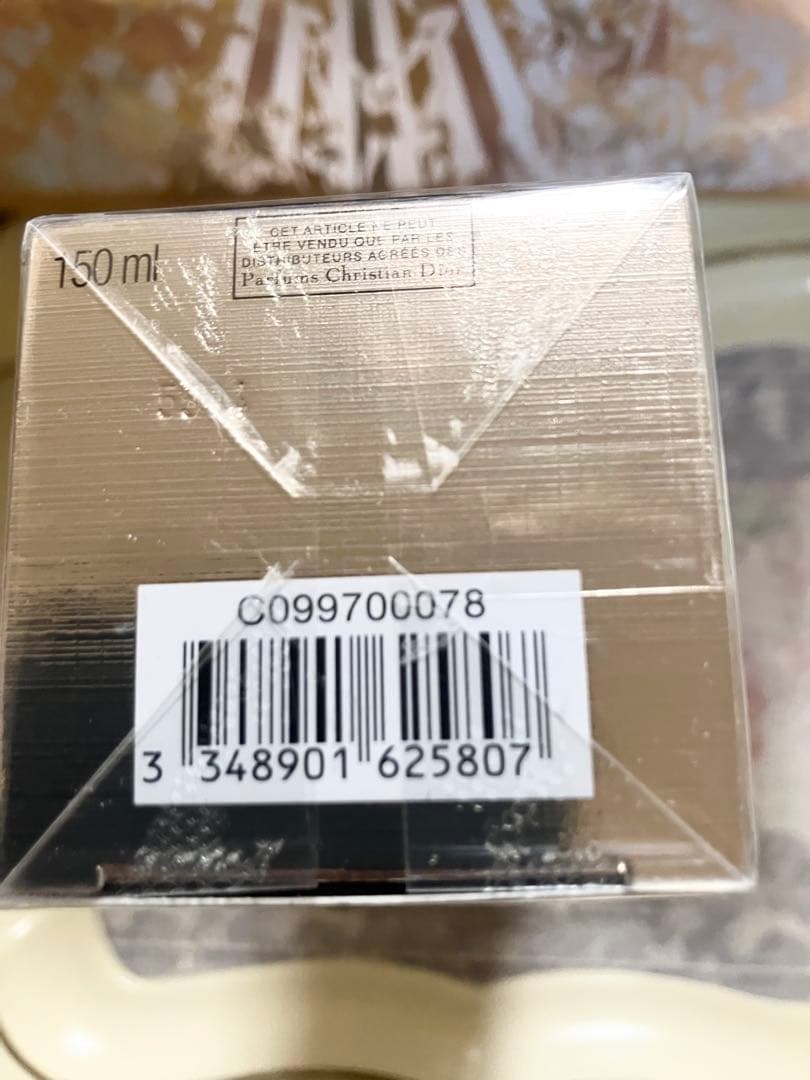 150 ml
CET ARTICLE NE PEUT
ÊTRE VENDU QUE PAR LES
DISTRIBUTEURS AGRÉÉS DES
Parfums Christian Dior
C099700078
3 348901 625807